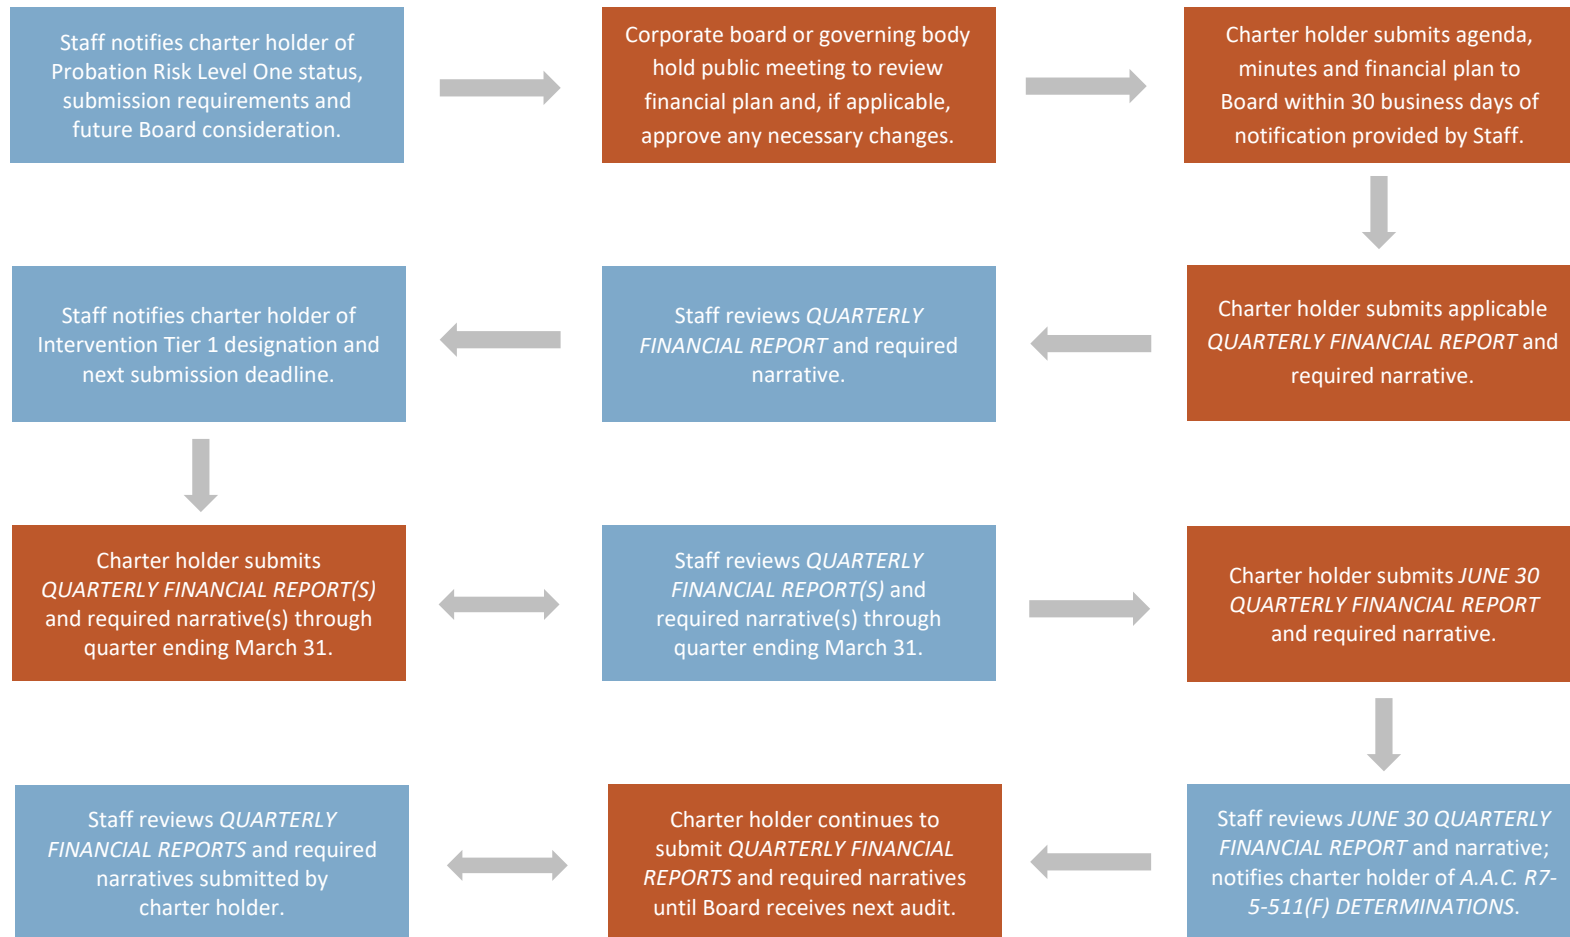 Staff notifies charter holder of
Probation Risk Level One status,
submission requirements and
future Board consideration.
Corporate board or governing body
hold public meeting to review
financial plan and, if applicable,
approve any necessary changes.
Charter holder submits agenda,
minutes and financial plan to
Board within 30 business days of
notification provided by Staff.
Charter holder submits applicable
QUARTERLY FINANCIAL REPORT and
required narrative.
Staff reviews QUARTERLY
FINANCIAL REPORT and required
narrative.
Staff notifies charter holder of
Intervention Tier 1 designation and
next submission deadline.
Charter holder submits
QUARTERLY FINANCIAL REPORT(S)
and required narrative(s) through
quarter ending March 31.
Staff reviews QUARTERLY
FINANCIAL REPORT(S) and
required narrative(s) through
quarter ending March 31.
Charter holder submits JUNE 30
QUARTERLY FINANCIAL REPORT
and required narrative.
Staff reviews JUNE 30 QUARTERLY
FINANCIAL REPORT and narrative;
notifies charter holder of A.A.C. R7-
5-511(F) DETERMINATIONS.
Charter holder continues to
submit QUARTERLY FINANCIAL
REPORTS and required narratives
until Board receives next audit.
Staff reviews QUARTERLY
FINANCIAL REPORTS and required
narratives submitted by
charter holder.